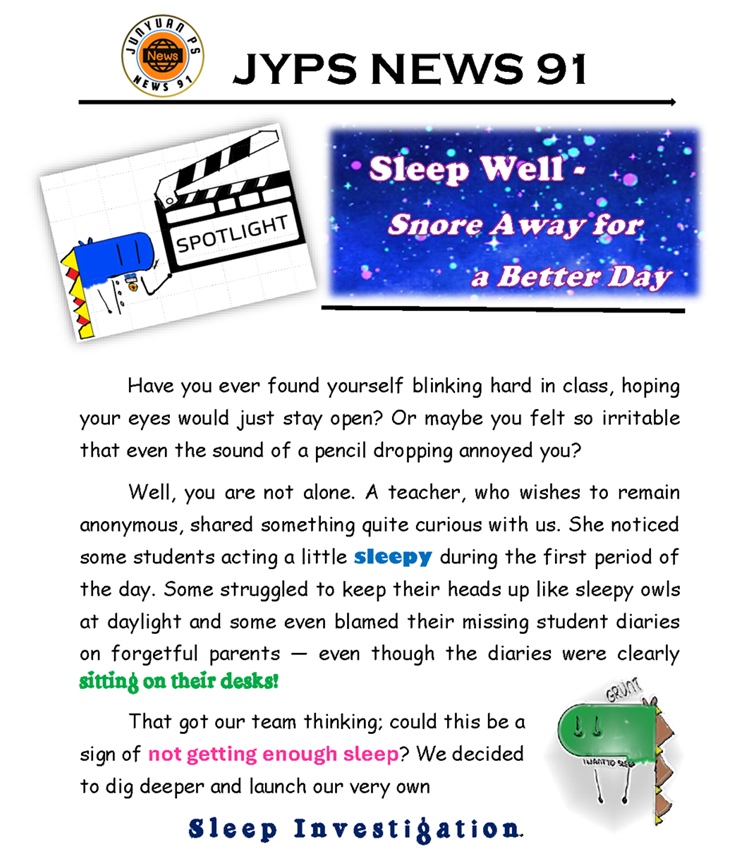 JUNYUAN PS
News
NEWS 91
JYPS NEWS 91
SPOTLIGHT
Sleep Well -
Snore Away for
a Better Day
Have you ever found yourself blinking hard in class, hoping
your eyes would just stay open? Or maybe you felt so irritable
that even the sound of a pencil dropping annoyed you?
Well, you are not alone. A teacher, who wishes to remain
anonymous, shared something quite curious with us. She noticed
some students acting a little sleepy during the first period of
the day. Some struggled to keep their heads up like sleepy owls
at daylight and some even blamed their missing student diaries
on forgetful parents — even though the diaries were clearly
sitting on their desks!
GRUNT
I WANT TO SLEEP
That got our team thinking; could this be a
sign of not getting enough sleep? We decided
to dig deeper and launch our very own
Sleep Investigation.